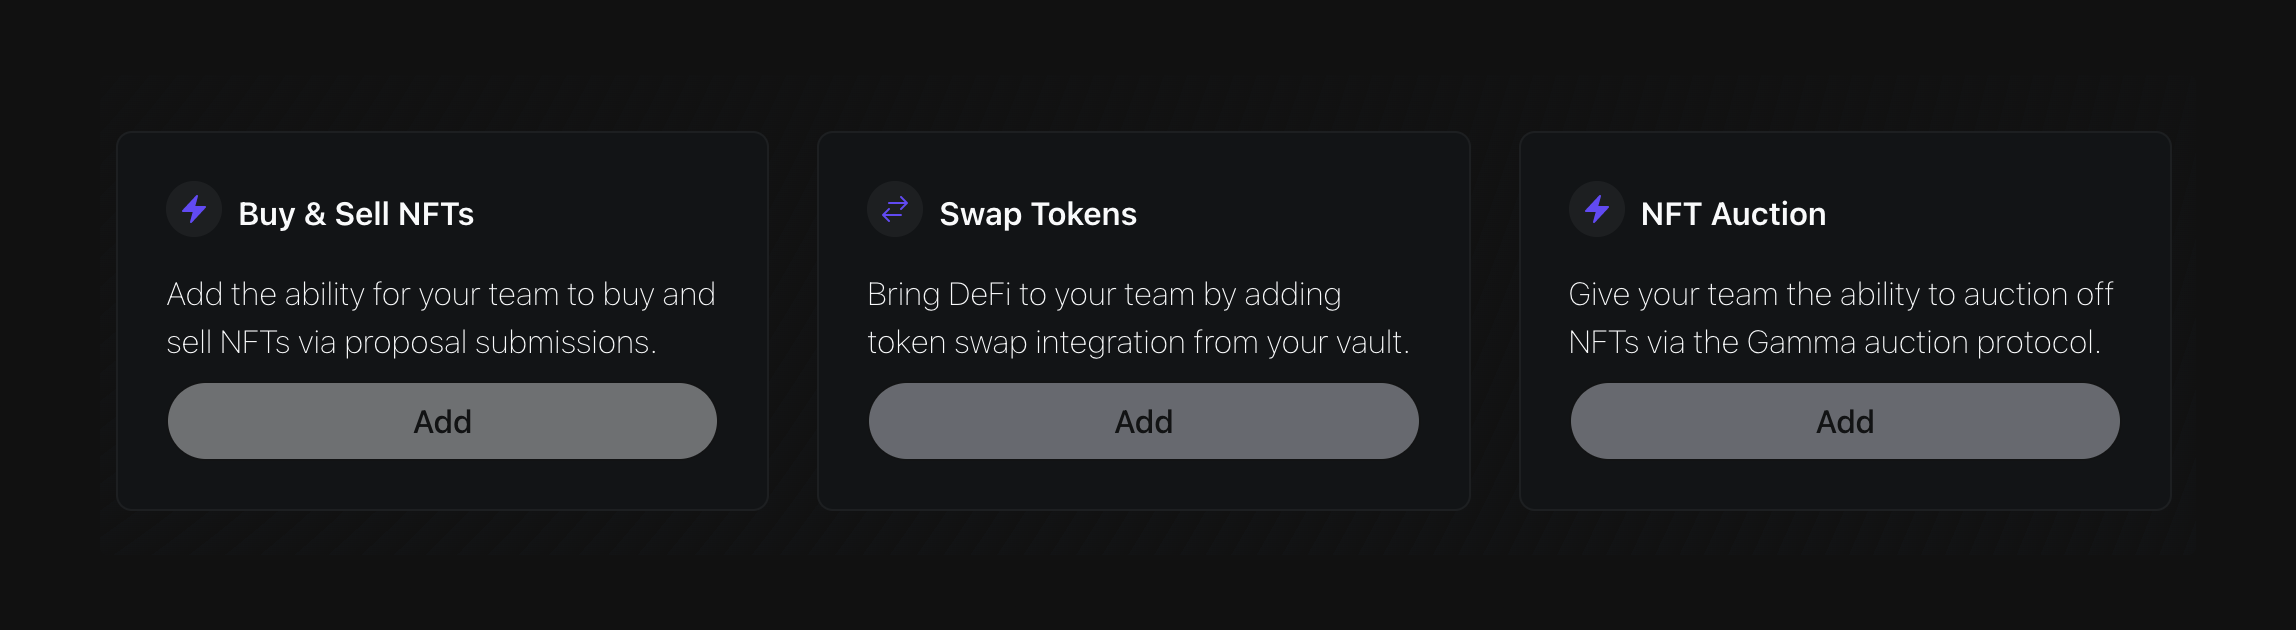 Buy & Sell NFTs
Add the ability for your team to buy and
sell NFTs via proposal submissions.
Add
Swap Tokens
Bring DeFi to your team by adding
token swap integration from your vault.
Add
NFT Auction
Give your team the ability to auction off
NFTs via the Gamma auction protocol.
Add